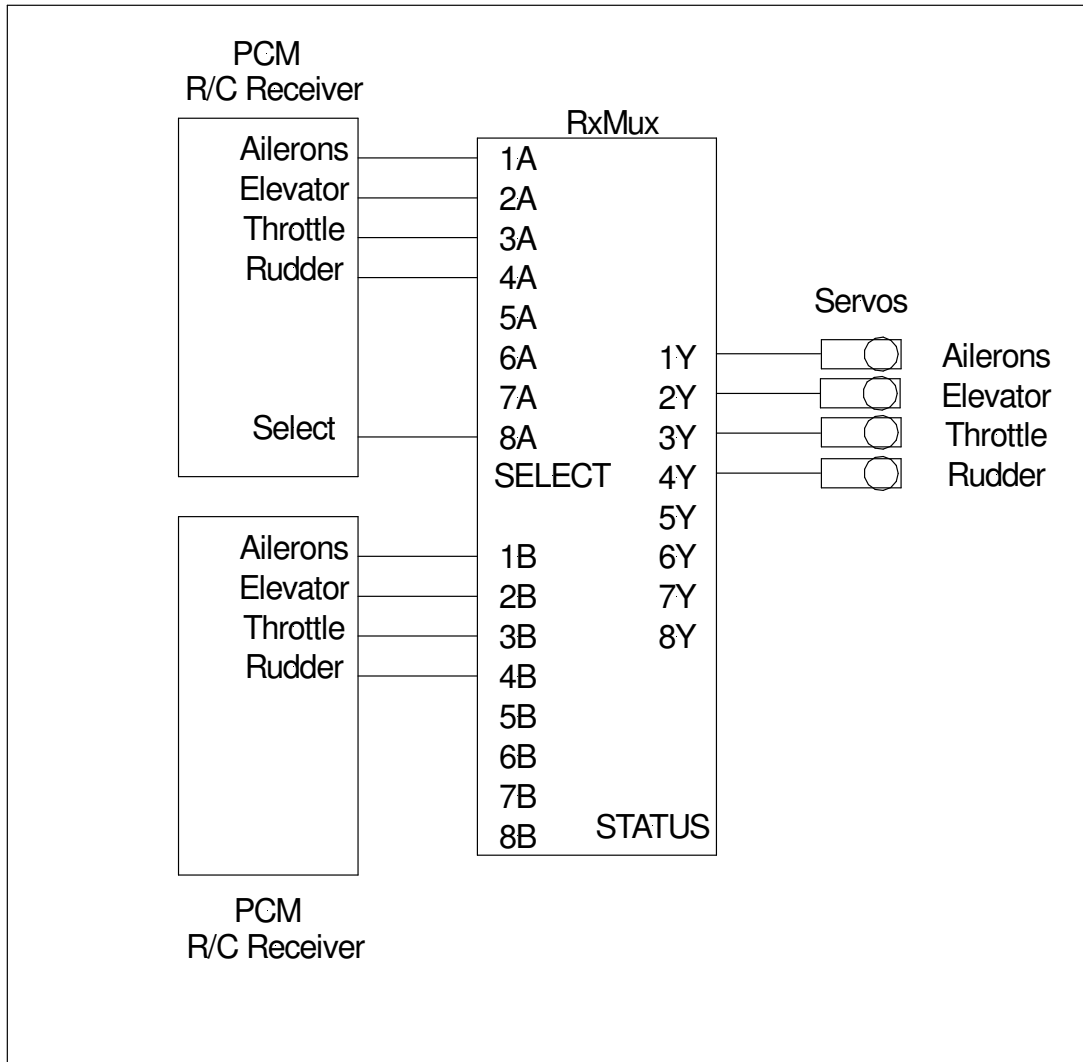 PCM
R/C Receiver
Ailerons
Elevator
Throttle
Rudder
Select
RxMux
1A
2A
3A
4A
5A
6A
7A
8A
SELECT
1B
2B
3B
4B
5B
6B
7B
8B
1Y
2Y
3Y
4Y
5Y
6Y
7Y
8Y
STATUS
Servos
Ailerons
Elevator
Throttle
Rudder
Ailerons
Elevator
Throttle
Rudder
PCM
R/C Receiver